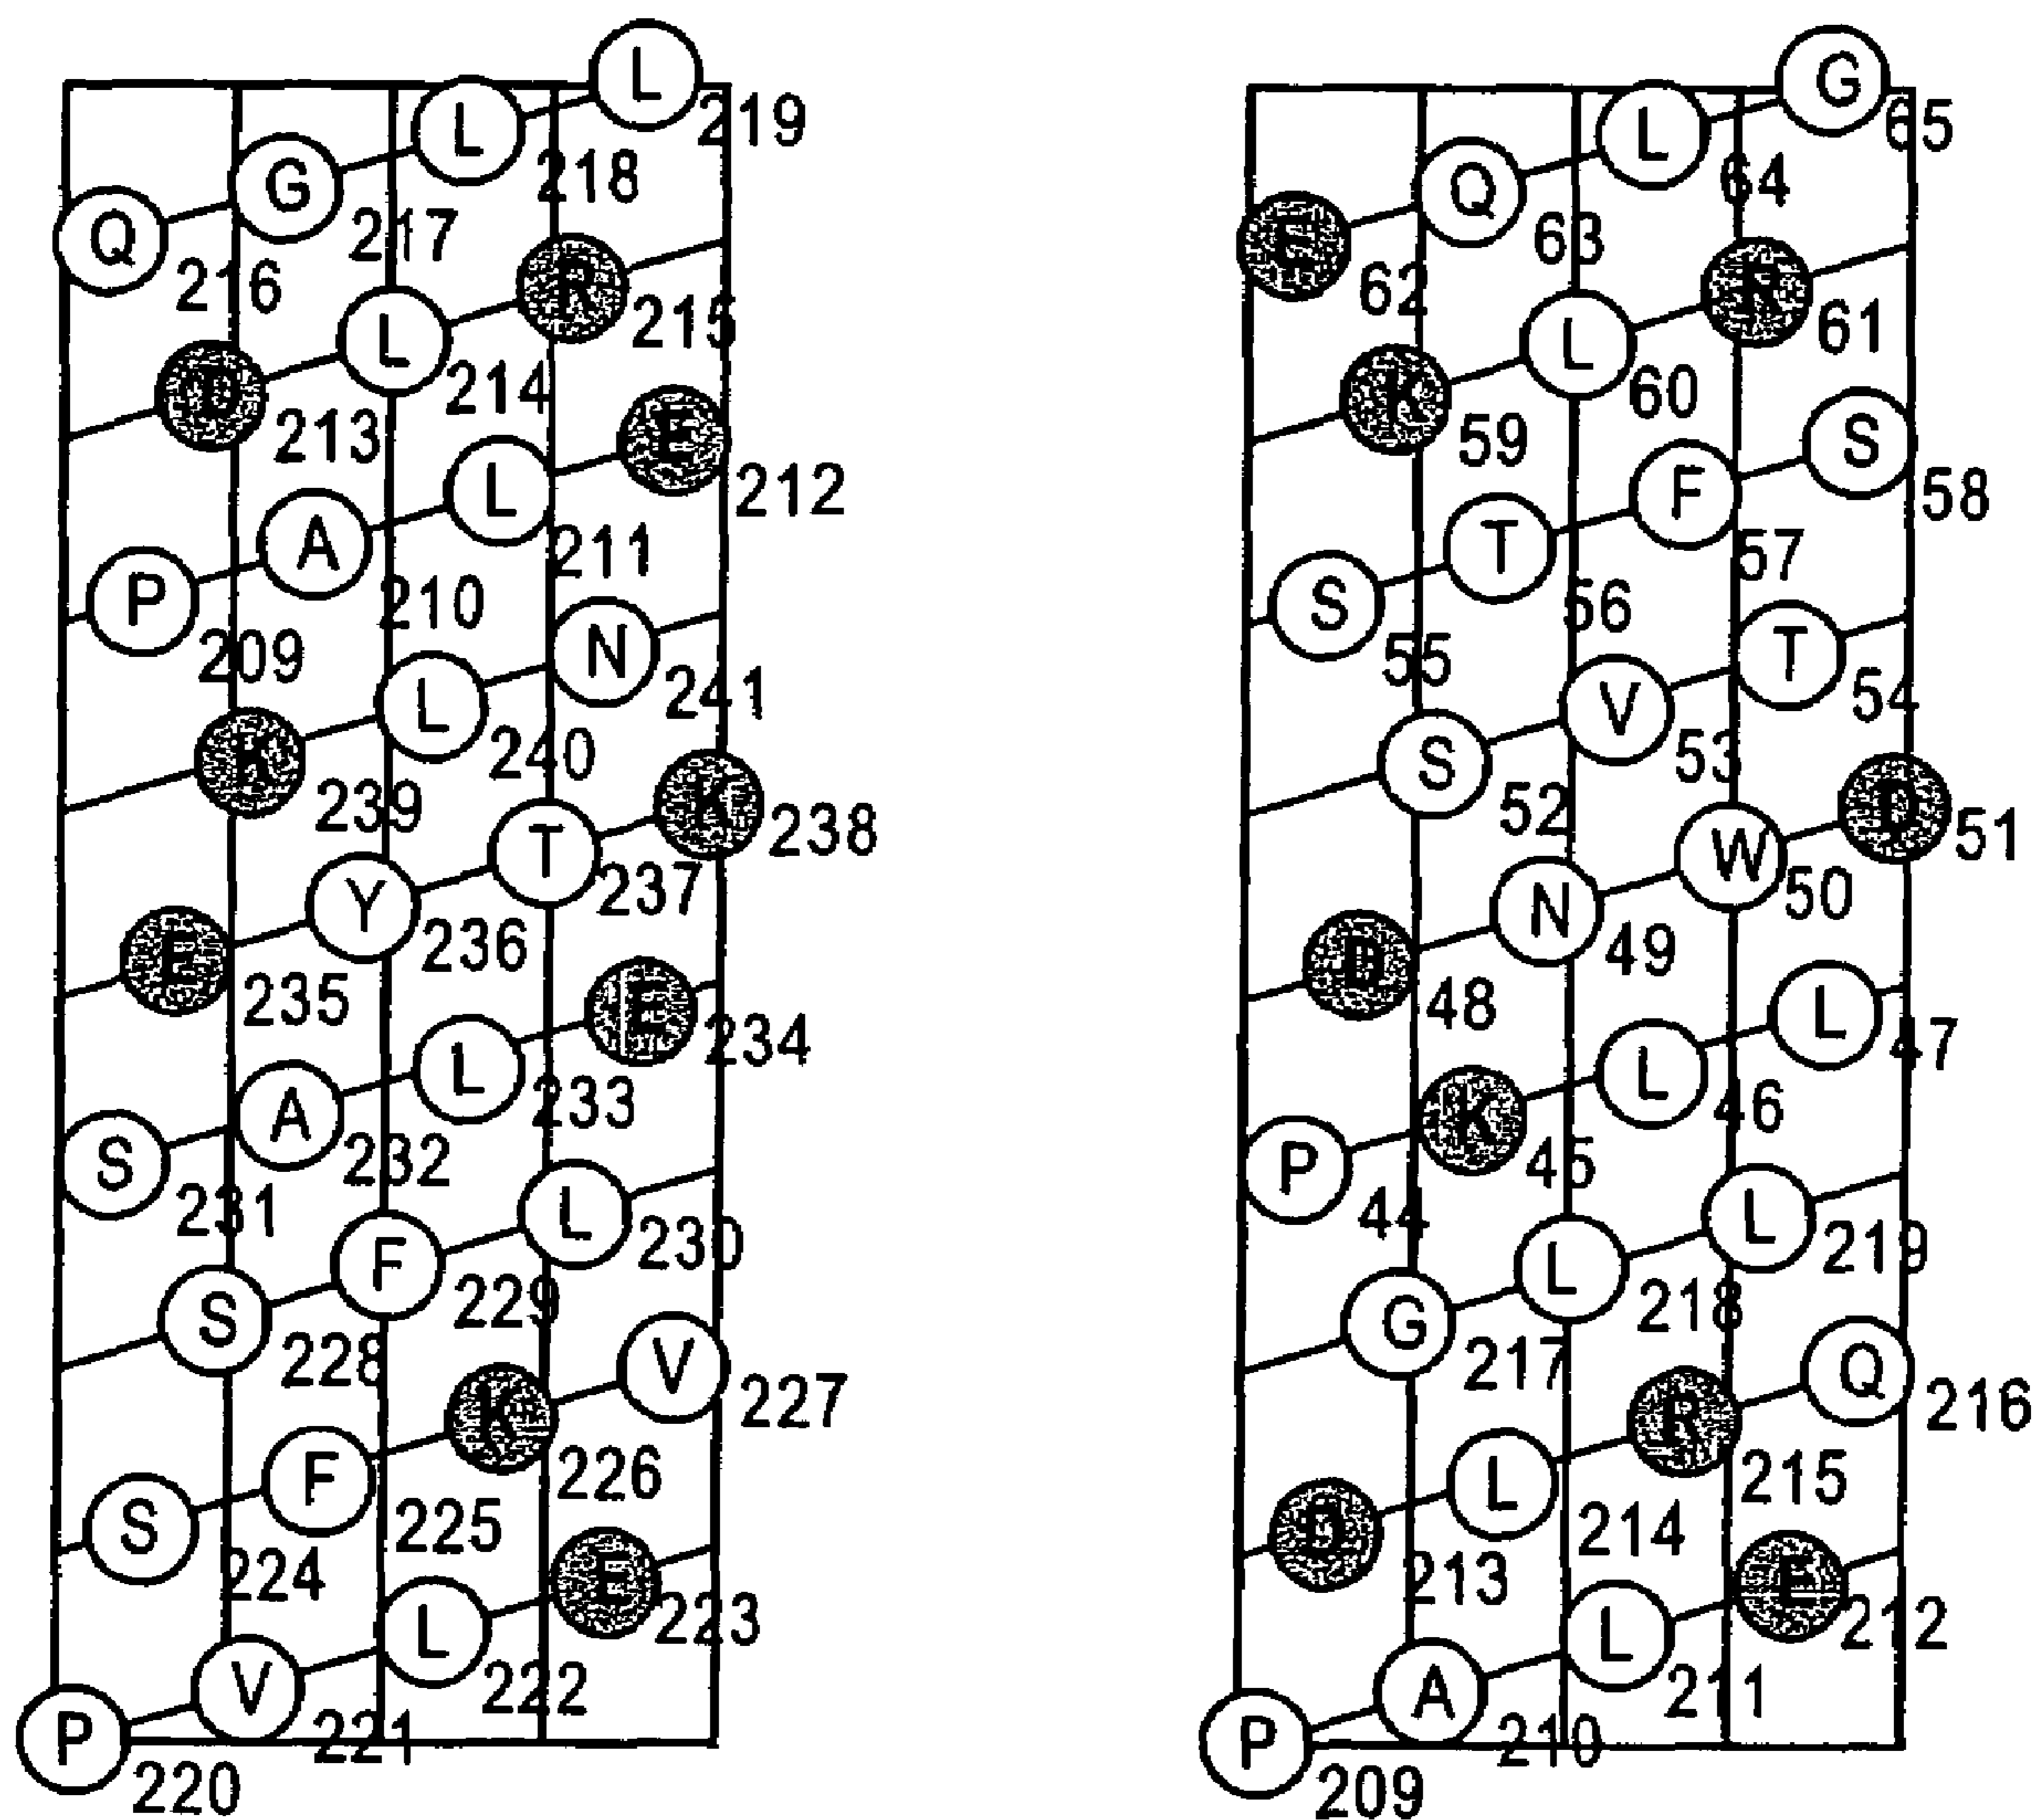 Q 216 G 217 L 218 L 219
D 213 L 214 R 215
P 209 A 210 L 211 E 212
K 239 L 240 N 241
E 235 Y 236 T 237 K 238
S 231 A 232 L 233 E 234
S 228 F 229 L 230
S 224 F 225 K 226 V 227
P 220 V 221 L 222 E 223
E 62 Q 63 L 64 G 65
K 59 L 60 R 61
S 55 T 56 F 57 S 58
S 52 V 53 T 54
D 48 N 49 W 50 D 51
P 44 K 45 L 46 L 47
G 217 L 218 L 219
D 213 L 214 R 215 Q 216
P 209 A 210 L 211 E 212